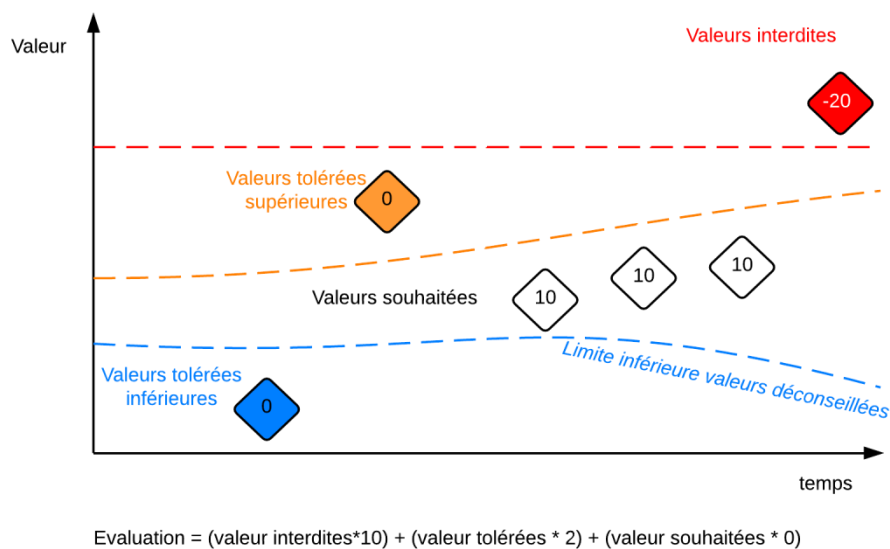 Valeurs interdites
Valeur
-20
Valeurs tolérées
supérieures
0
10
10
Valeurs souhaitées
10
Limite inférieure valeurs déconseillées
Valeurs tolérées
inférieures
0
temps
Evaluation = (valeur interdites*10) + (valeur tolérées * 2) + (valeur souhaitées * 0)